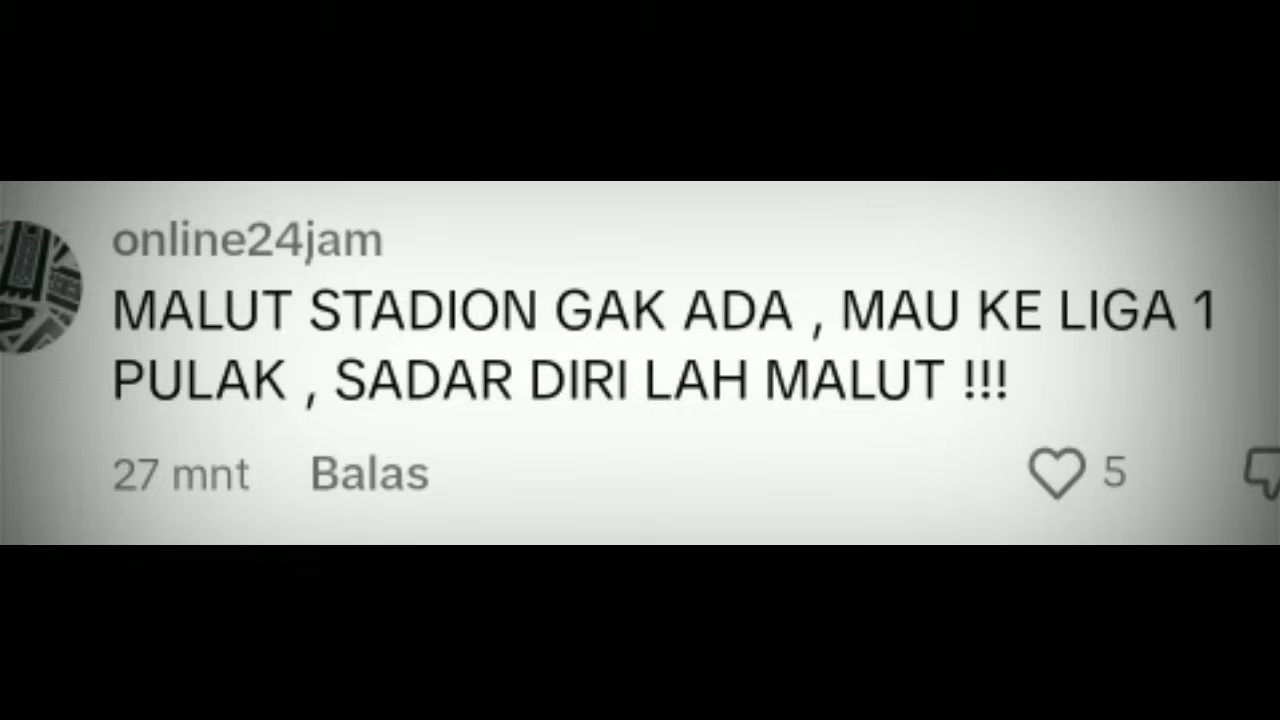 online24jam
MALUT STADION GAK ADA , MAU KE LIGA 1
PULAK , SADAR DIRI LAH MALUT !!!
27 mnt Balas 5